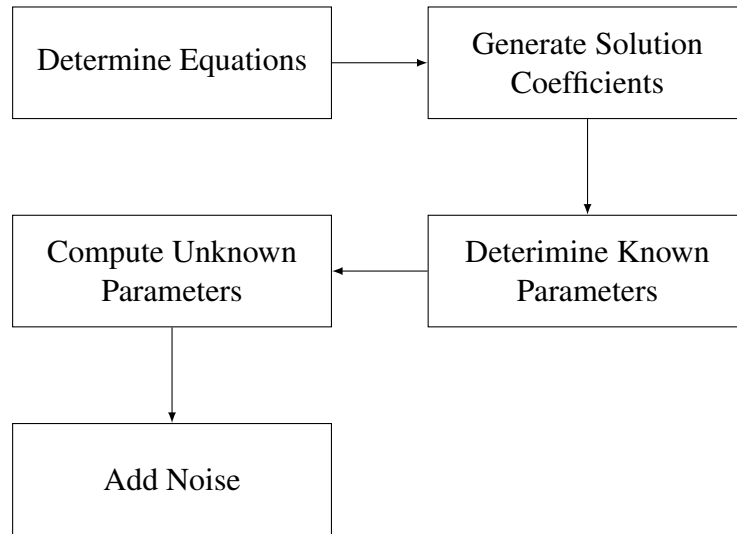 Determine Equations
Generate Solution
Coefficients
Deterimine Known
Parameters
Compute Unknown
Parameters
Add Noise